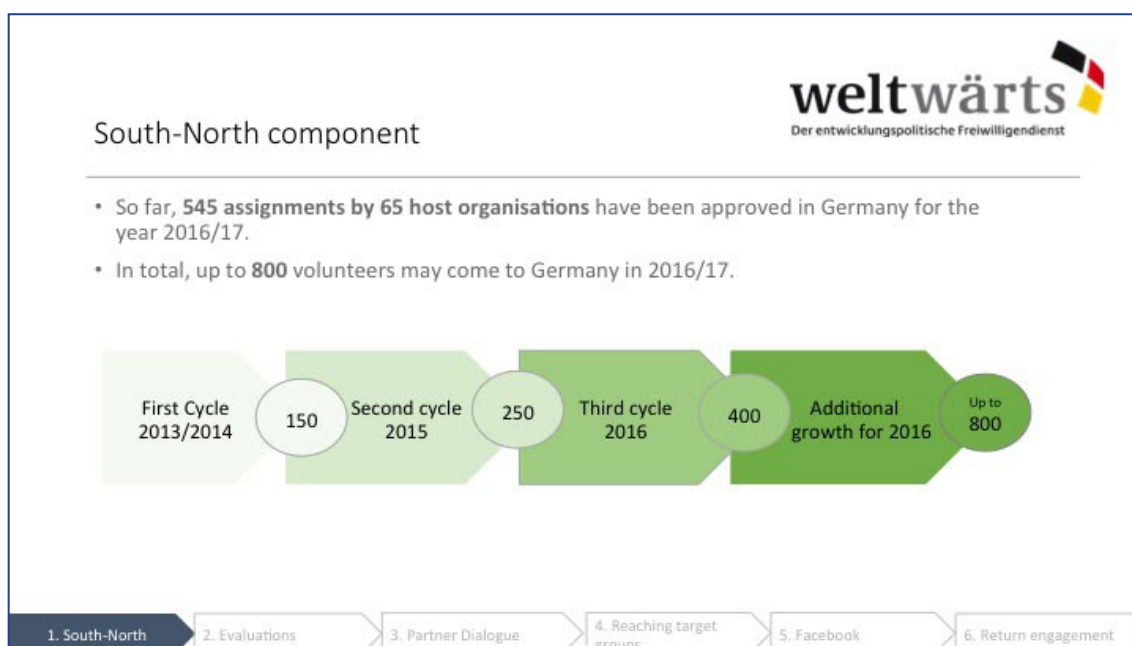 weltwärts
Der entwicklungspolitische Freiwilligendienst
South-North component
• So far, 545 assignments by 65 host organisations have been approved in Germany for the
year 2016/17.
• In total, up to 800 volunteers may come to Germany in 2016/17.
First Cycle
2013/2014
150
Second cycle
2015
250
Third cycle
2016
400
Additional
growth for 2016
Up to
800
1. South-North
2. Evaluations
3. Partner Dialogue
4. Reaching target
groups
5. Facebook
6. Return engagement